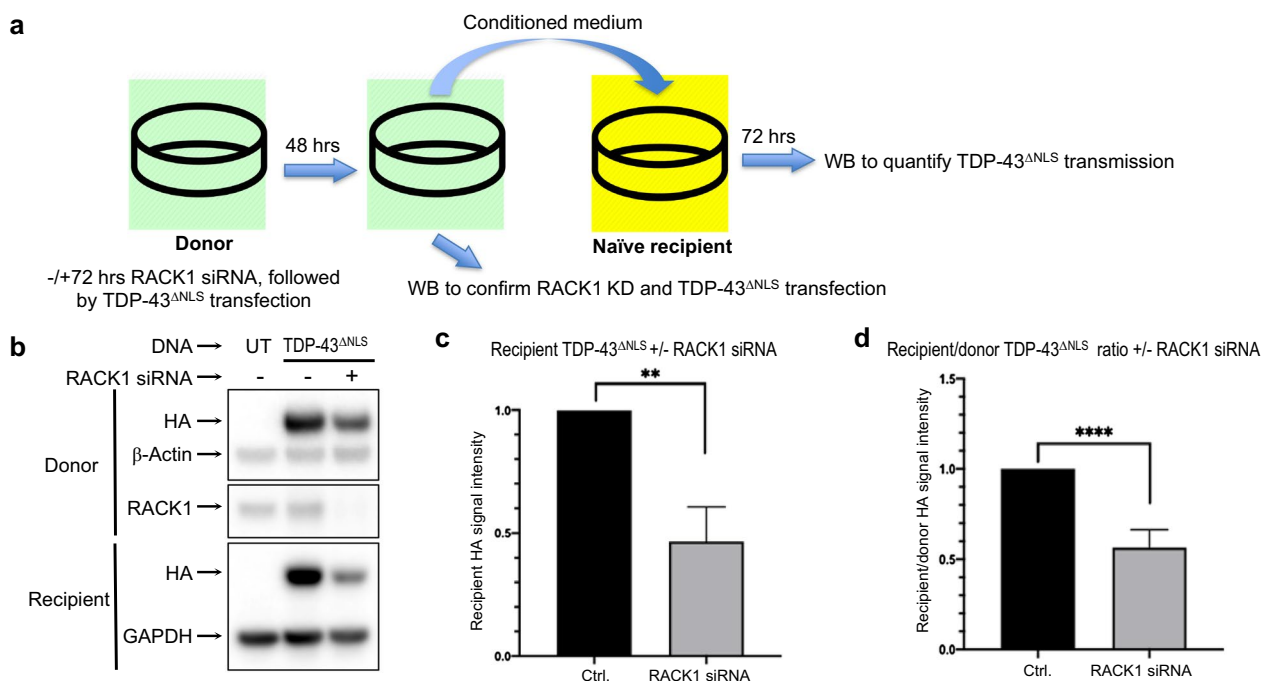 a
Conditioned medium
48 hrs
72 hrs
WB to quantify TDP-43ΔNLS transmission
Donor
Naïve recipient
-/+72 hrs RACK1 siRNA, followed
by TDP-43ΔNLS transfection
WB to confirm RACK1 KD and TDP-43ΔNLS transfection
b
DNA → UT TDP-43ΔNLS
RACK1 siRNA → - - +
Donor
HA →
β-Actin →
RACK1 →
Recipient
HA →
GAPDH →
c
Recipient TDP-43ΔNLS +/- RACK1 siRNA
**
Recipient HA signal intensity
1.0
0.5
0.0
Ctrl.
RACK1 siRNA
d
Recipient/donor TDP-43ΔNLS ratio +/- RACK1 siRNA
****
Recipient/donor HA signal intensity
1.5
1.0
0.5
0.0
Ctrl.
RACK1 siRNA